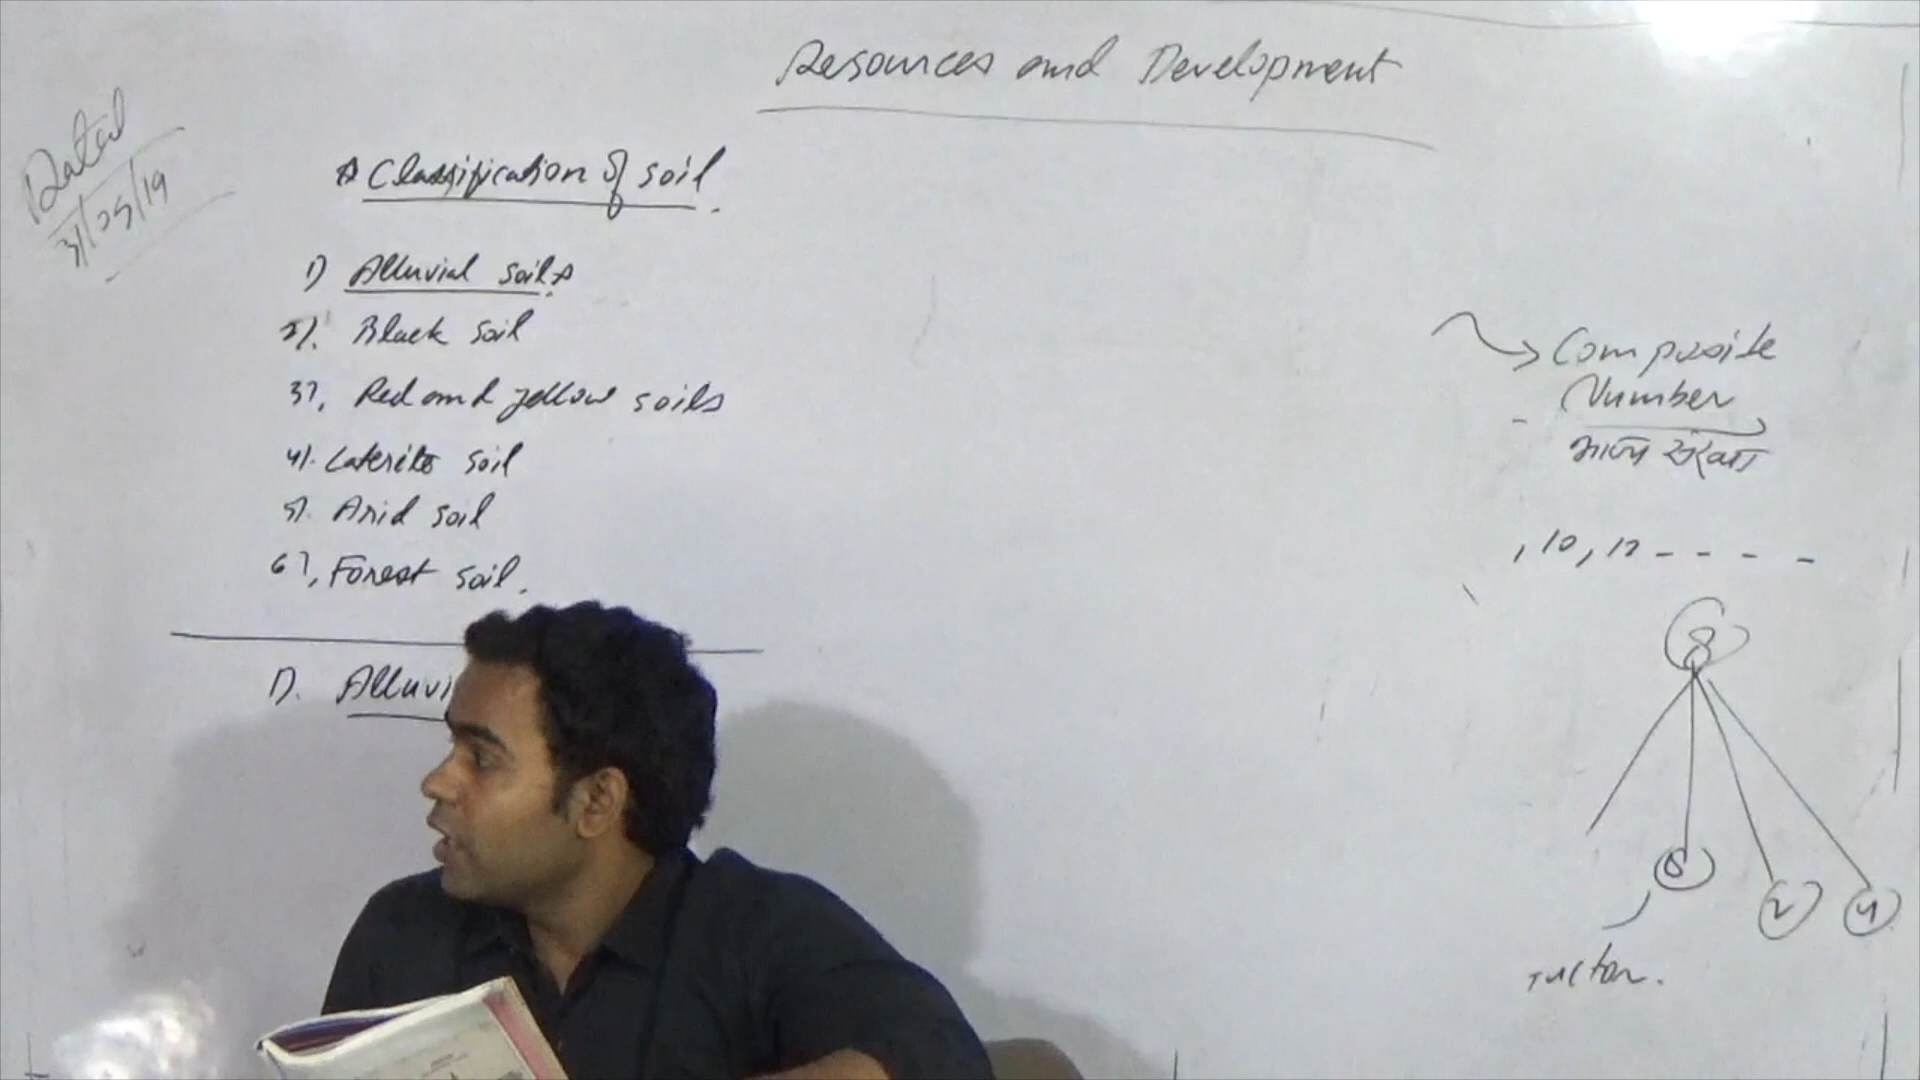 Resources and Development
Dated
31/05/19
Classification of soil
1) Alluvial soils
2). Black soil
3), Red and yellow soils
4). Laterite soil
5). Arid soil
6), Forest soil.
1). Alluvi
Composite
Number
भाज्य संख्या
, 10, 12 - - - -
8
8
2
4